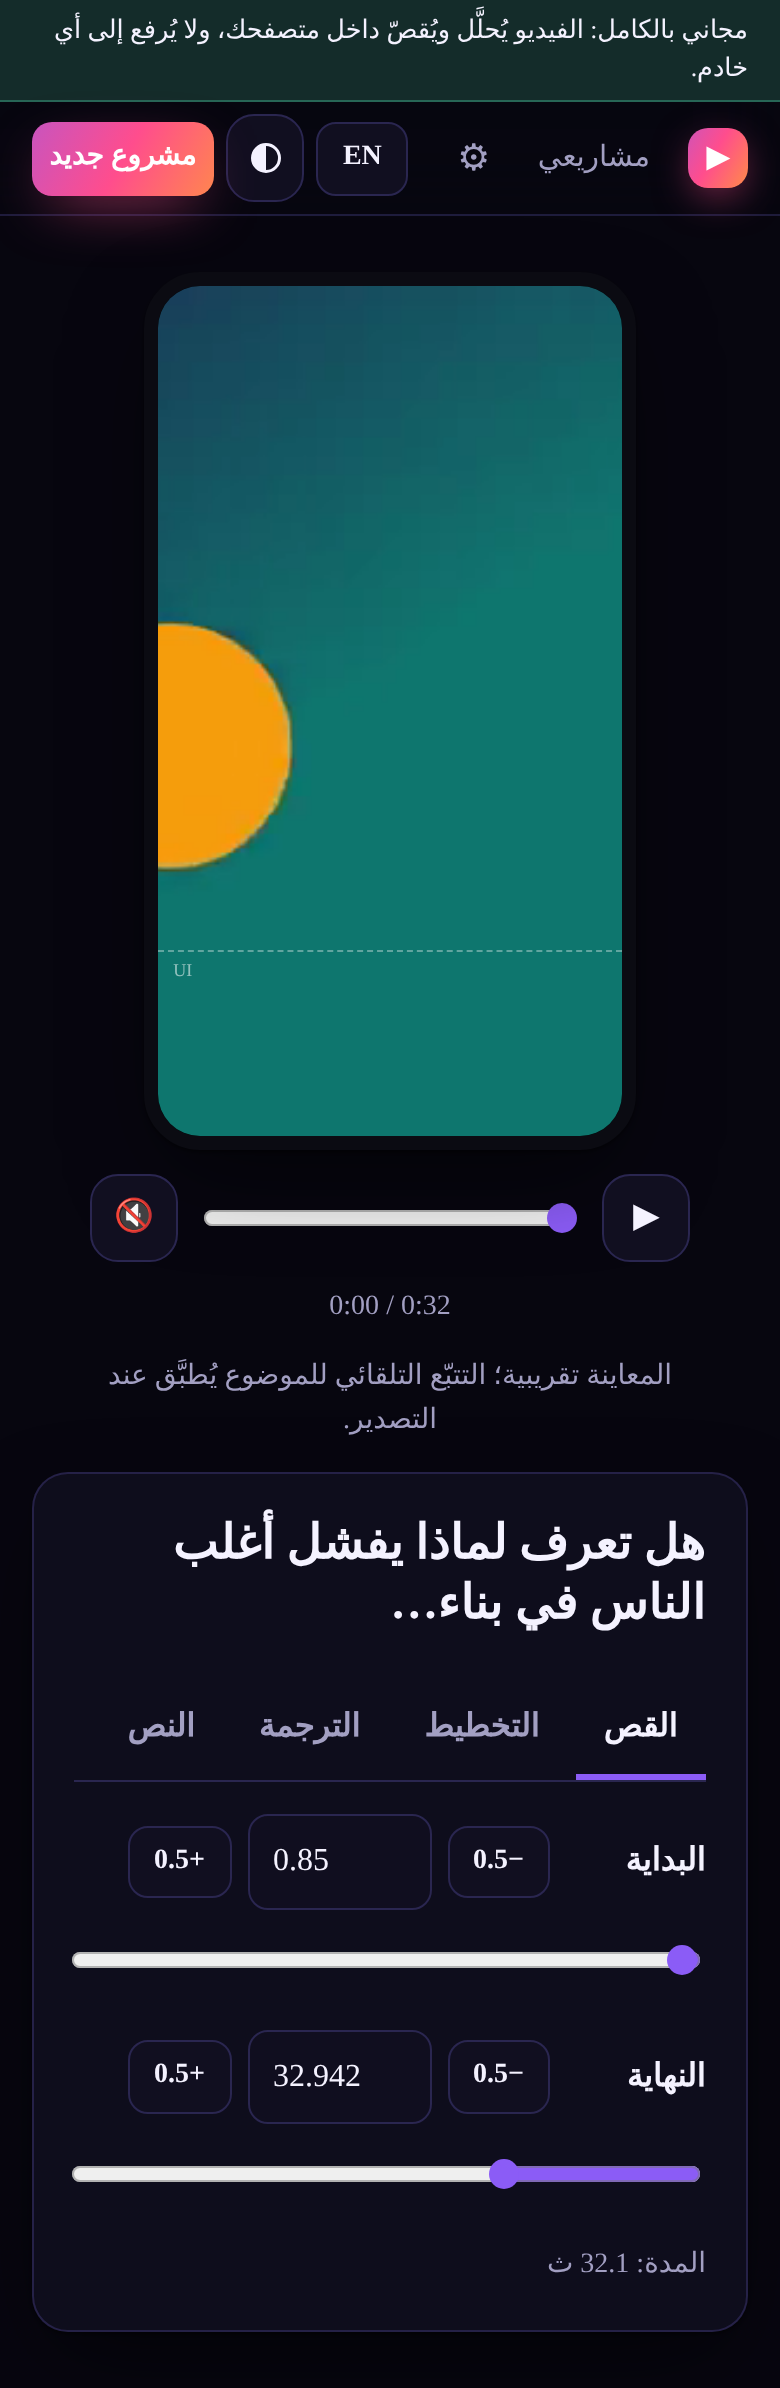 مجاني بالكامل: الفيديو يُحلَّل ويُقصّ داخل متصفحك، ولا يُرفع إلى أي
خادم.
مشاريعي
EN
مشروع جديد
UI
0:00 / 0:32
المعاينة تقريبية؛ التتبّع التلقائي للموضوع يُطبَّق عند
التصدير.
هل تعرف لماذا يفشل أغلب
الناس في بناء…
القص
التخطيط
الترجمة
النص
البداية
−0.5
0.85
+0.5
النهاية
−0.5
32.942
+0.5
المدة: 32.1 ث